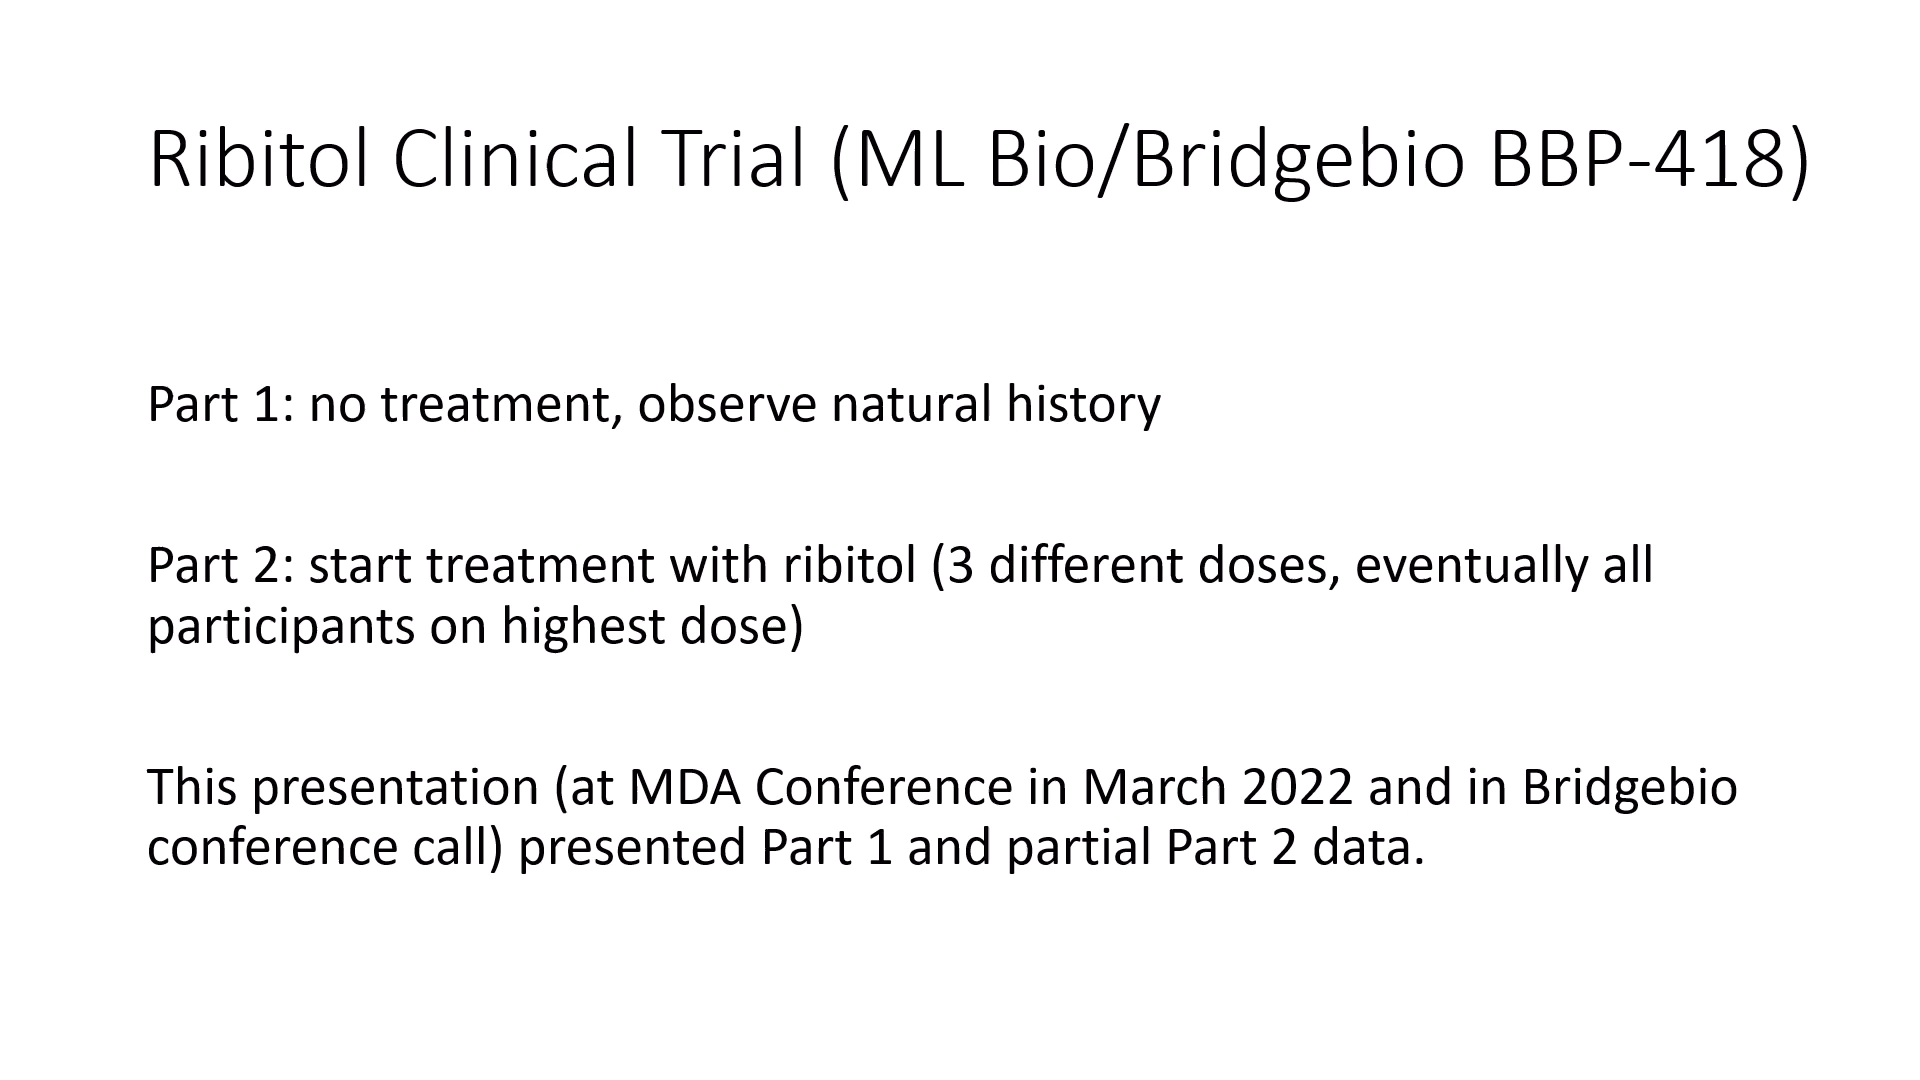 Ribitol Clinical Trial (ML Bio/Bridgebio BBP-418)
Part 1: no treatment, observe natural history
Part 2: start treatment with ribitol (3 different doses, eventually all
participants on highest dose)
This presentation (at MDA Conference in March 2022 and in Bridgebio
conference call) presented Part 1 and partial Part 2 data.